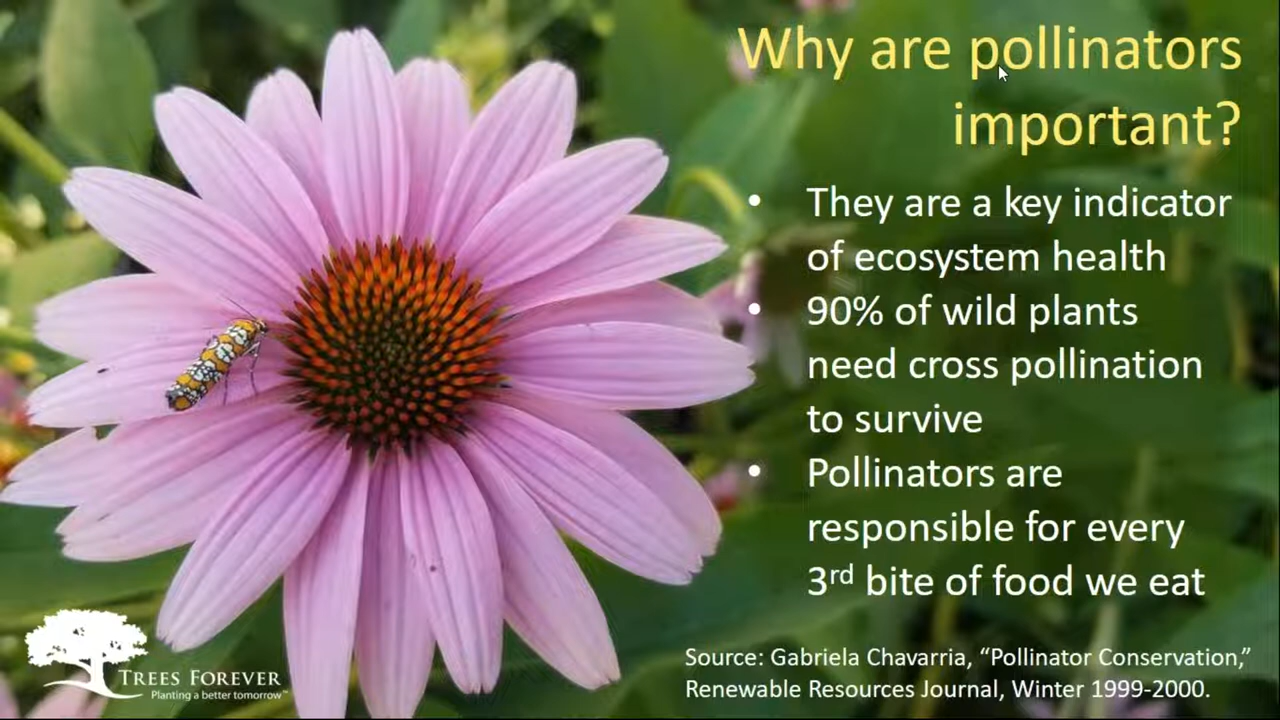 Why are pollinators
important?
• They are a key indicator
of ecosystem health
• 90% of wild plants
need cross pollination
to survive
• Pollinators are
responsible for every
3rd bite of food we eat
Source: Gabriela Chavarria, “Pollinator Conservation,”
Renewable Resources Journal, Winter 1999-2000.
TREES FOREVER
Planting a better tomorrow™